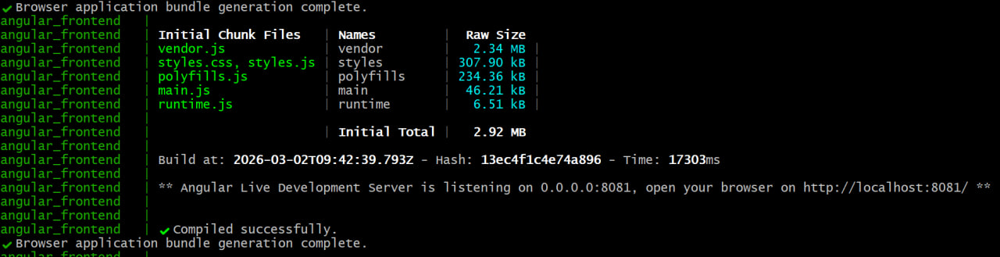 ✔ Browser application bundle generation complete.
angular_frontend   |
angular_frontend   | Initial Chunk Files   | Names         |  Raw Size
angular_frontend   | vendor.js             | vendor        |   2.34 MB |
angular_frontend   | styles.css, styles.js | styles        | 307.90 kB |
angular_frontend   | polyfills.js          | polyfills     | 234.36 kB |
angular_frontend   | main.js               | main          |  46.21 kB |
angular_frontend   | runtime.js            | runtime       |   6.51 kB |
angular_frontend   |
angular_frontend   |                       | Initial Total |   2.92 MB
angular_frontend   |
angular_frontend   | Build at: 2026-03-02T09:42:39.793Z - Hash: 13ec4f1c4e74a896 - Time: 17303ms
angular_frontend   |
angular_frontend   | ** Angular Live Development Server is listening on 0.0.0.0:8081, open your browser on http://localhost:8081/ **
angular_frontend   |
angular_frontend   |
angular_frontend   | ✔ Compiled successfully.
✔ Browser application bundle generation complete.
angular_frontend   |